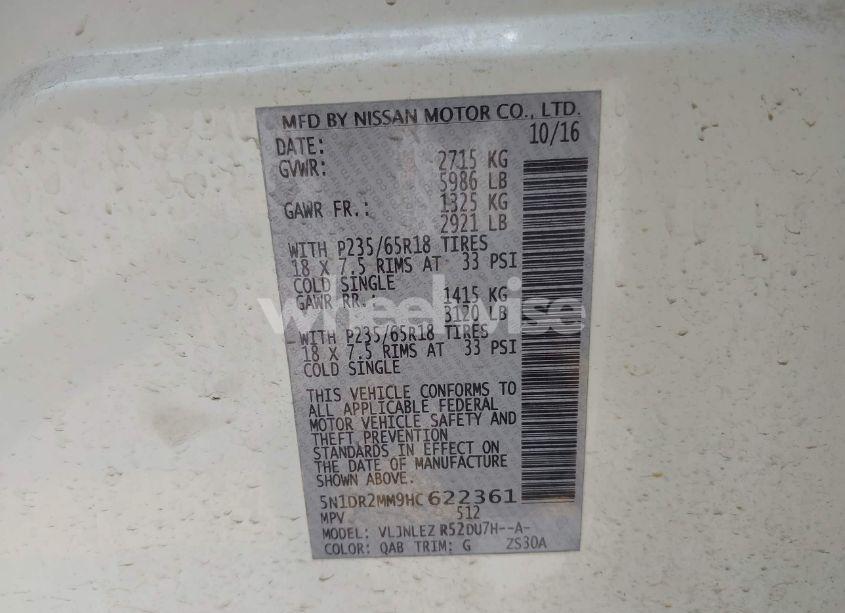 MFD BY NISSAN MOTOR CO., LTD.
DATE: 10/16
GVWR: 2715 KG
5986 LB
GAWR FR.: 1325 KG
2921 LB
WITH P235/65R18 TIRES
18 X 7.5 RIMS AT 33 PSI
COLD SINGLE
GAWR RR.: 1415 KG
3120 LB
WITH P235/65R18 TIRES
18 X 7.5 RIMS AT 33 PSI
COLD SINGLE
wheelwise
THIS VEHICLE CONFORMS TO
ALL APPLICABLE FEDERAL
MOTOR VEHICLE SAFETY AND
THEFT PREVENTION
STANDARDS IN EFFECT ON
THE DATE OF MANUFACTURE
SHOWN ABOVE.
5N1DR2MM9HC622361
MPV 512
MODEL: VLJNLEZ R52DU7H--A-
COLOR: QAB TRIM: G ZS30A